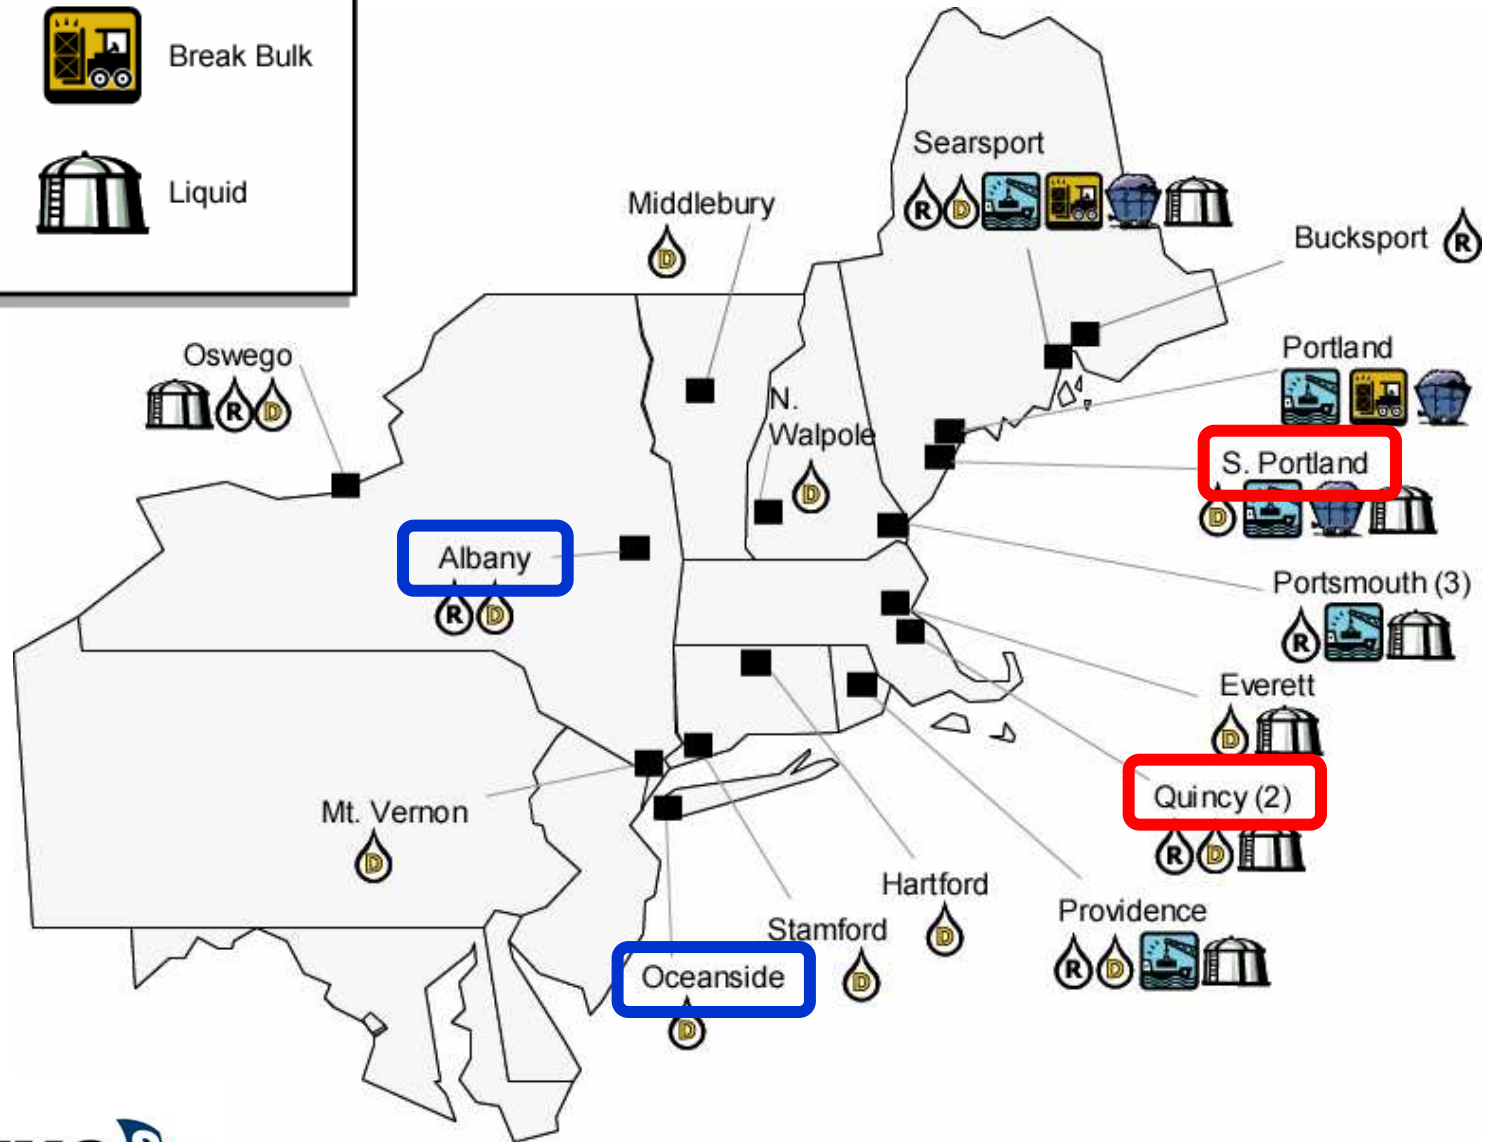 Break Bulk
Liquid
Searsport
R D
Middlebury
D
Bucksport R
Oswego
R D
Portland
N.
Walpole
D
S. Portland
D
Albany
R D
Portsmouth (3)
R
Everett
D
Quincy (2)
R D
Mt. Vernon
D
Hartford
D
Providence
R D
Stamford
D
Oceanside
D